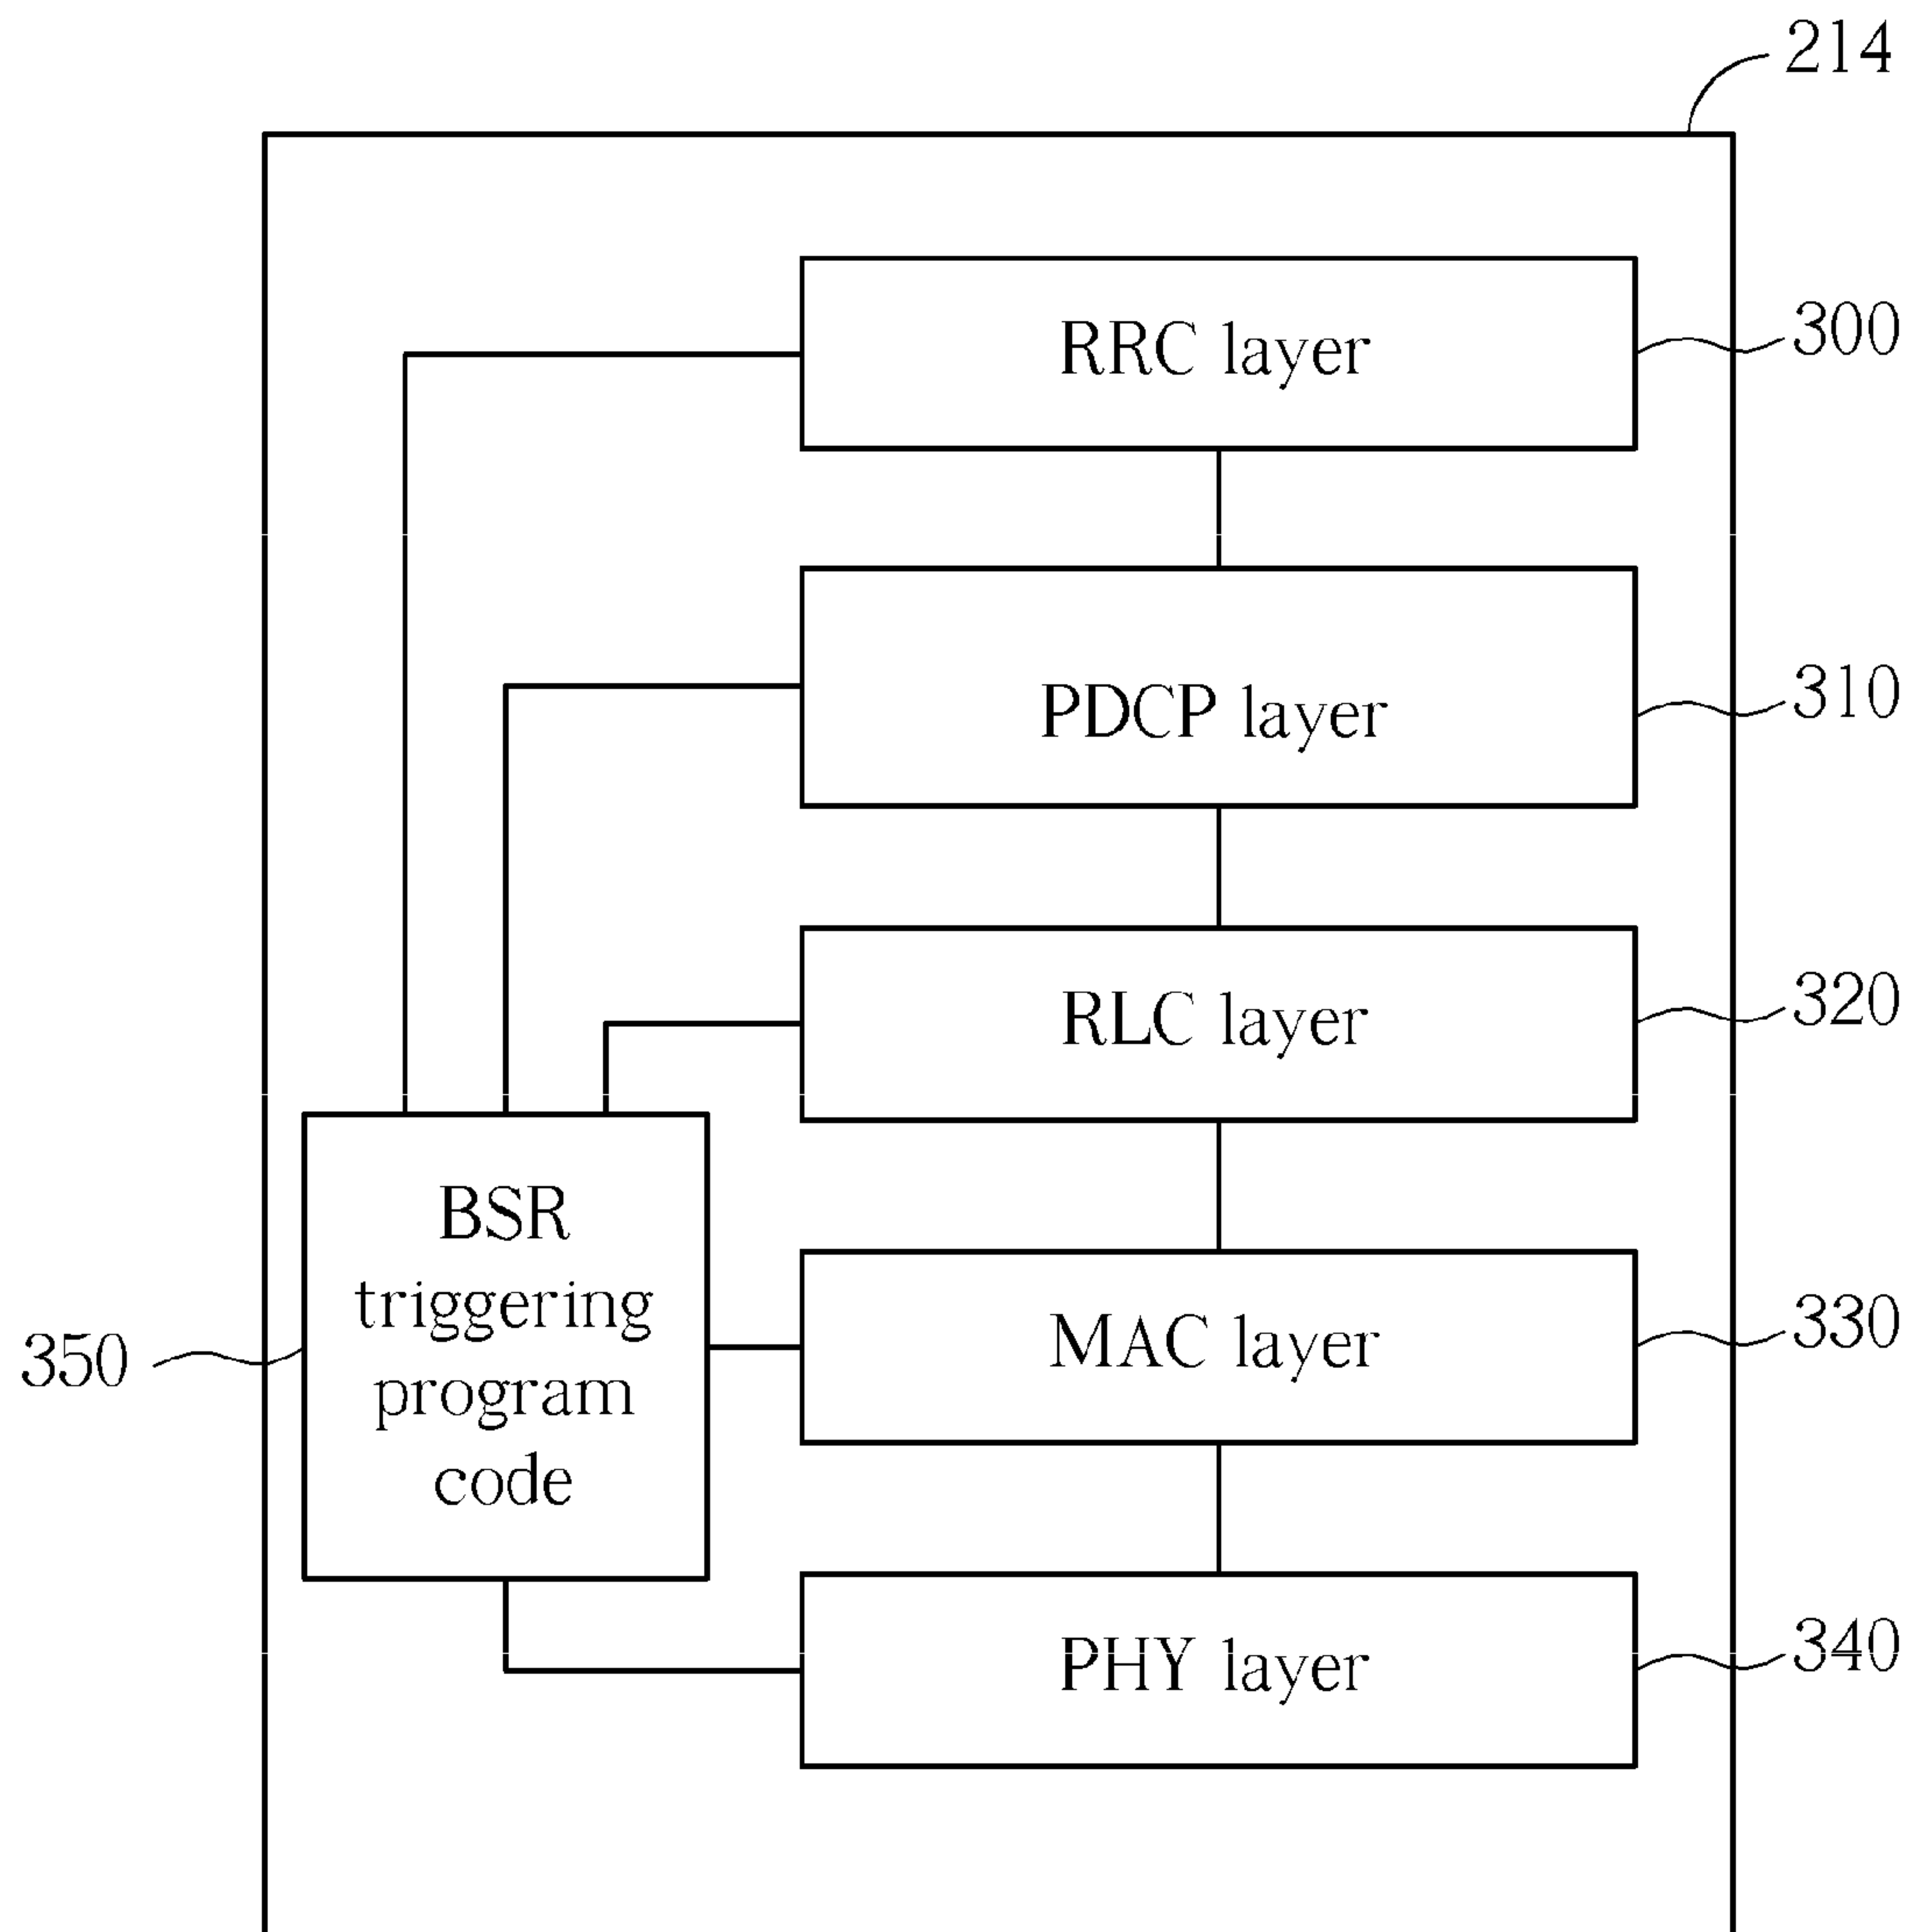 214
RRC layer
300
PDCP layer
310
RLC layer
320
BSR
triggering
program
code
350
MAC layer
330
PHY layer
340